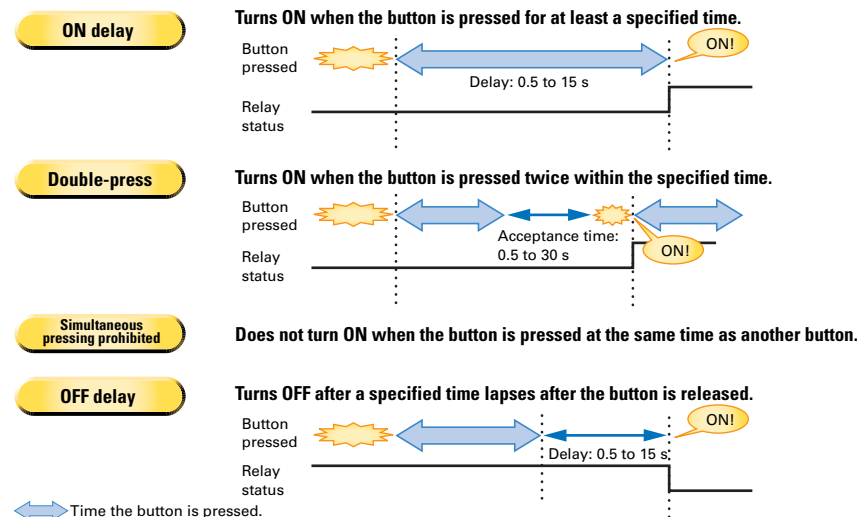 ON delay
Turns ON when the button is pressed for at least a specified time.
Button
pressed
ON!
Delay: 0.5 to 15 s
Relay
status
Double-press
Turns ON when the button is pressed twice within the specified time.
Button
pressed
Acceptance time:
0.5 to 30 s
ON!
Relay
status
Simultaneous
pressing prohibited
Does not turn ON when the button is pressed at the same time as another button.
OFF delay
Turns OFF after a specified time lapses after the button is released.
Button
pressed
ON!
Delay: 0.5 to 15 s
Relay
status
Time the button is pressed.